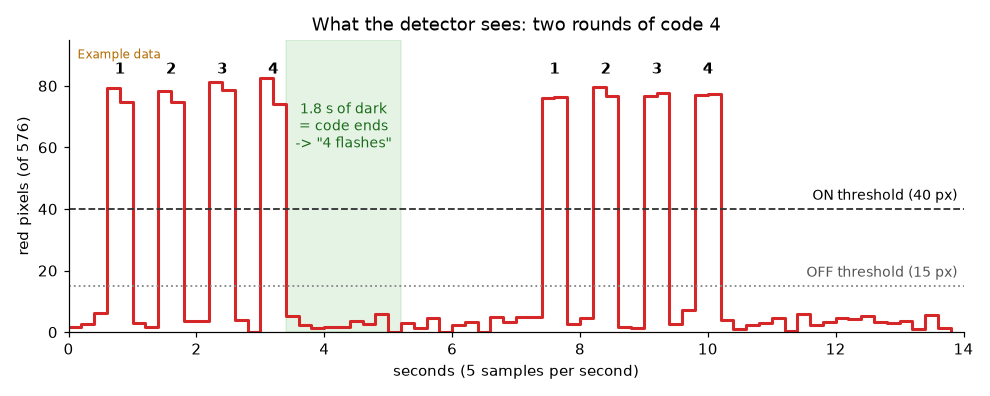 What the detector sees: two rounds of code 4
Example data
1 2 3 4 1 2 3 4
1.8 s of dark
= code ends
-> "4 flashes"
ON threshold (40 px)
OFF threshold (15 px)
red pixels (of 576)
80
60
40
20
0
0 2 4 6 8 10 12 14
seconds (5 samples per second)